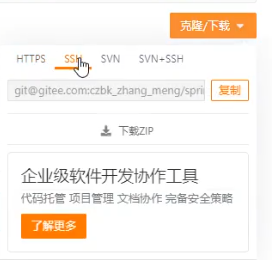 克隆/下载
HTTPS SSH SVN SVN+SSH
git@gitee.com:czbk_zhang_meng/spri 复制
下载ZIP
企业级软件开发协作工具
代码托管 项目管理 文档协作 完备安全策略
了解更多